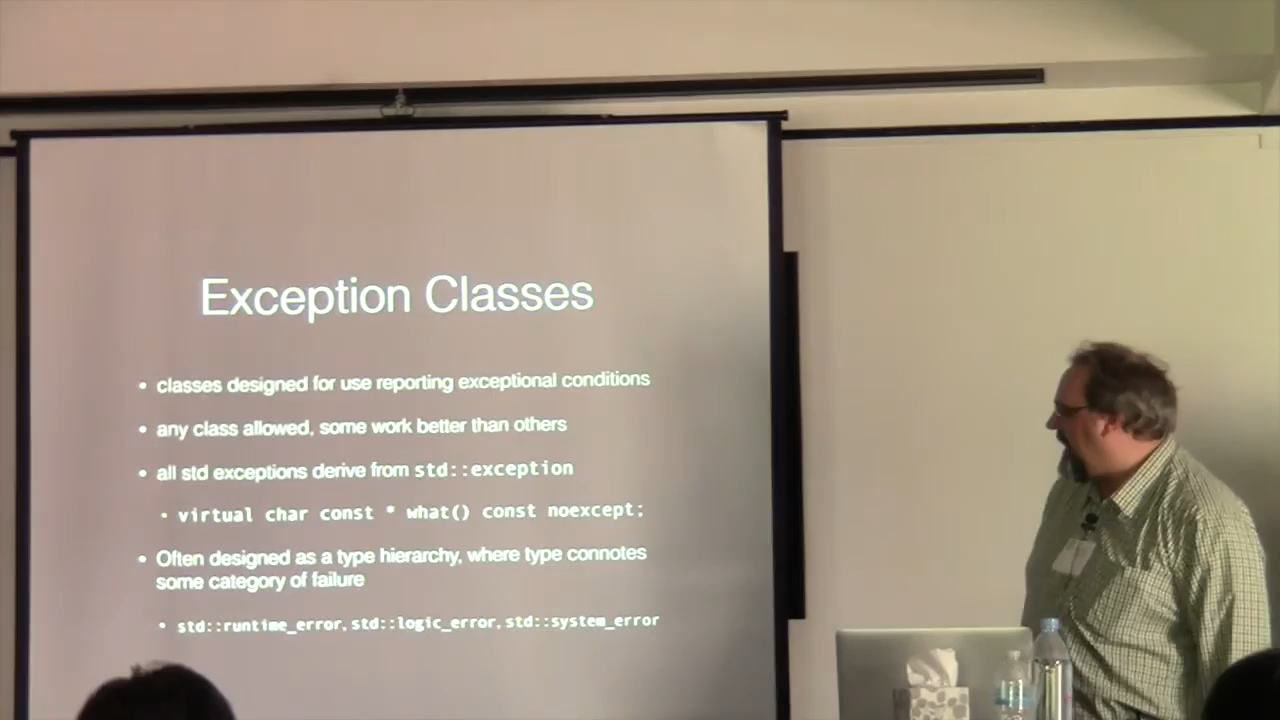 Exception Classes
• classes designed for use reporting exceptional conditions
• any class allowed, some work better than others
• all std exceptions derive from std::exception
• virtual char const * what() const noexcept;
• Often designed as a type hierarchy, where type connotes
some category of failure
• std::runtime_error, std::logic_error, std::system_error